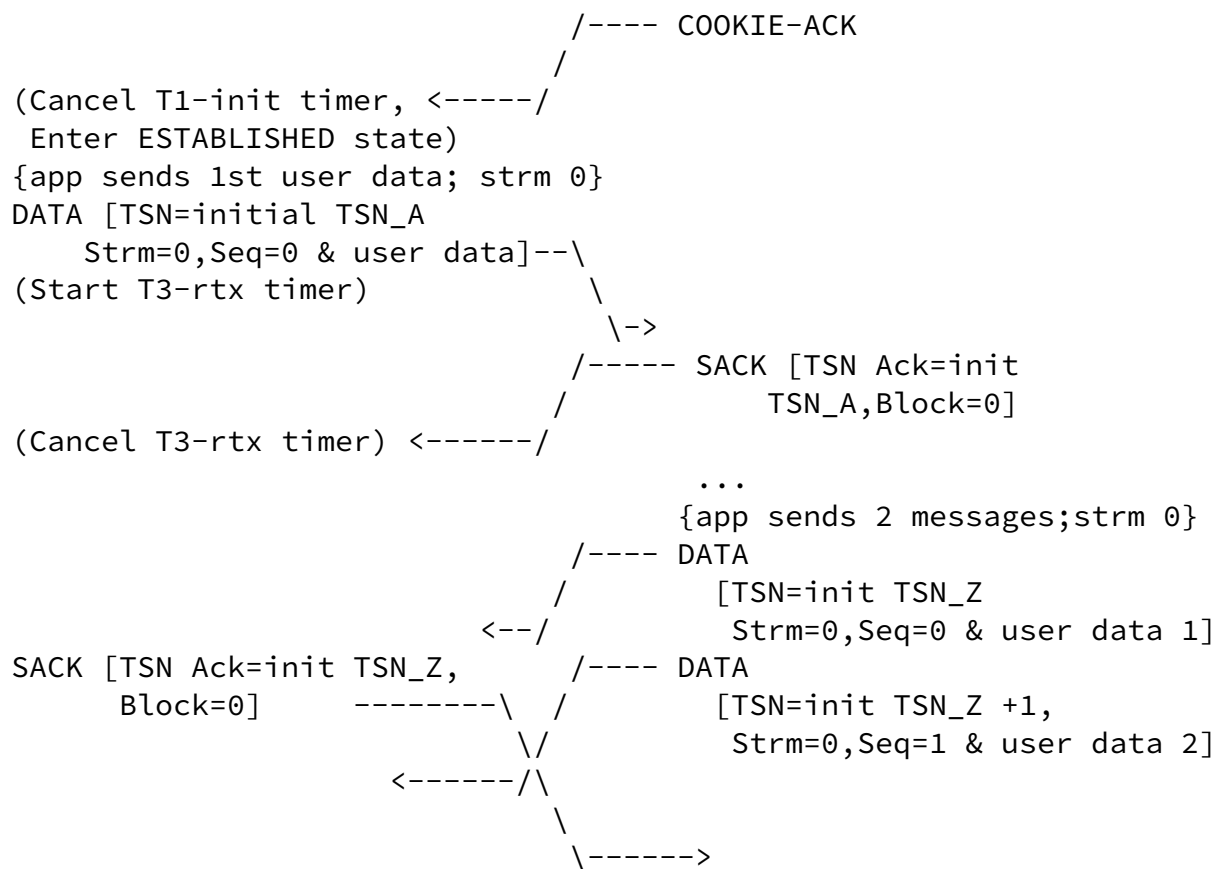 /---- COOKIE-ACK
                              /
(Cancel T1-init timer, <-----/
 Enter ESTABLISHED state)
{app sends 1st user data; strm 0}
DATA [TSN=initial TSN_A
    Strm=0,Seq=0 & user data]--\
(Start T3-rtx timer)            \
                                 \->
                               /----- SACK [TSN Ack=init
                              /           TSN_A,Block=0]
(Cancel T3-rtx timer) <------/
                                      ...
                                     {app sends 2 messages;strm 0}
                               /---- DATA
                              /        [TSN=init TSN_Z
                          <--/          Strm=0,Seq=0 & user data 1]
SACK [TSN Ack=init TSN_Z,      /---- DATA
      Block=0]     --------\  /        [TSN=init TSN_Z +1,
                            \/          Strm=0,Seq=1 & user data 2]
                     <------/\
                              \
                               \------>